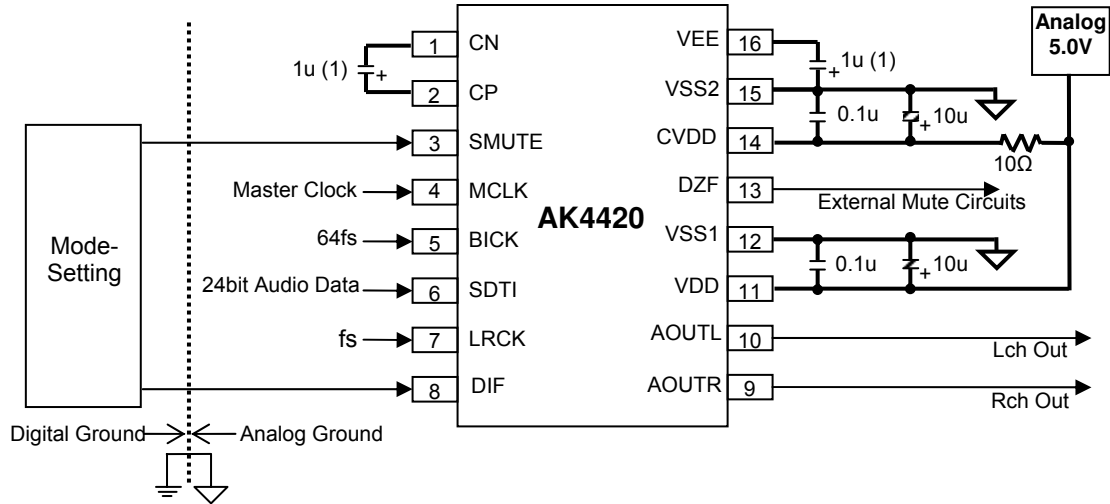 Analog
5.0V
1 CN
1u (1) +
2 CP
VEE 16
+ 1u (1)
VSS2 15
0.1u
+ 10u
CVDD 14
10Ω
3 SMUTE
Master Clock 4 MCLK
DZF 13
External Mute Circuits
AK4420
Mode-
Setting
64fs 5 BICK
VSS1 12
0.1u
+ 10u
24bit Audio Data 6 SDTI
VDD 11
fs 7 LRCK
AOUTL 10
Lch Out
8 DIF
AOUTR 9
Rch Out
Digital Ground
Analog Ground